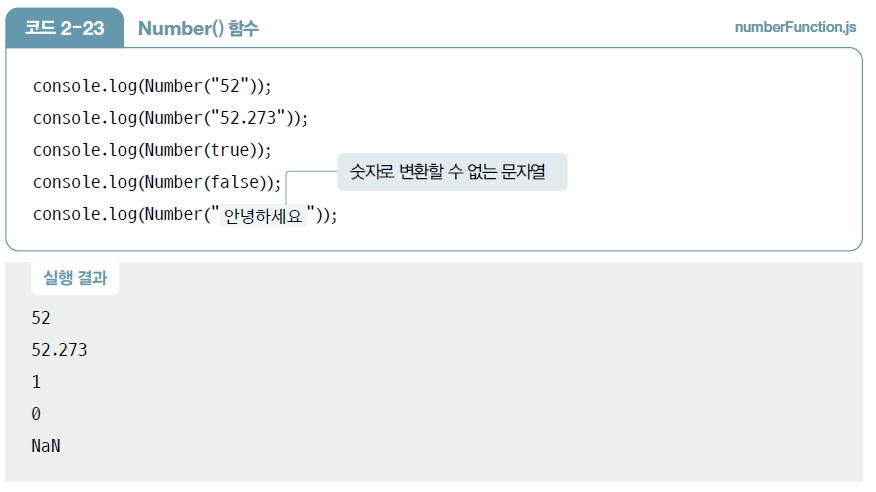 코드 2-23 Number() 함수 numberFunction.js
console.log(Number("52"));
console.log(Number("52.273"));
console.log(Number(true));
숫자로 변환할 수 없는 문자열
console.log(Number(false));
console.log(Number("안녕하세요"));
실행 결과
52
52.273
1
0
NaN